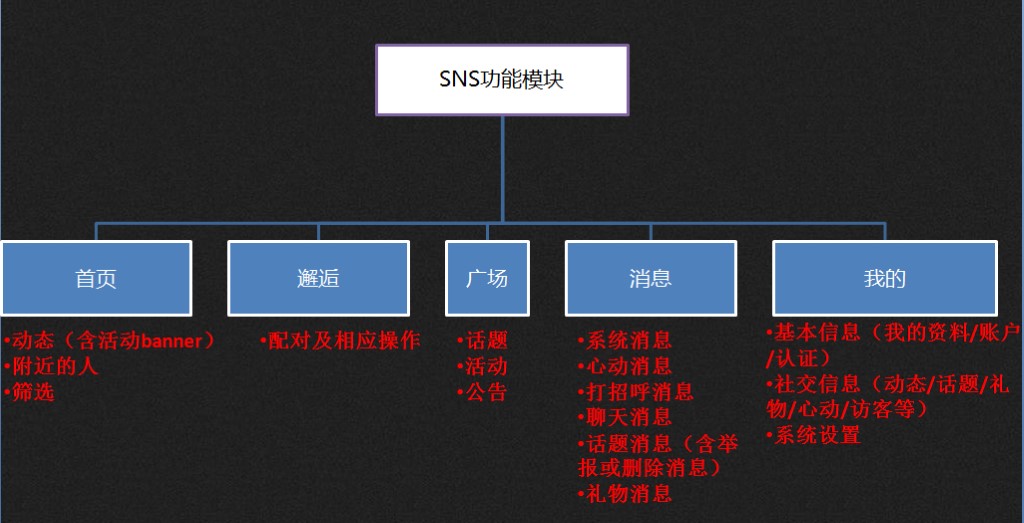 SNS功能模块
首页
邂逅
广场
消息
我的
•动态（含活动banner）
•附近的人
•筛选
•配对及相应操作
•话题
•活动
•公告
•系统消息
•心动消息
•打招呼消息
•聊天消息
•话题消息（含举
报或删除消息）
•礼物消息
•基本信息（我的资料/账户
/认证）
•社交信息（动态/话题/礼
物/心动/访客等）
•系统设置